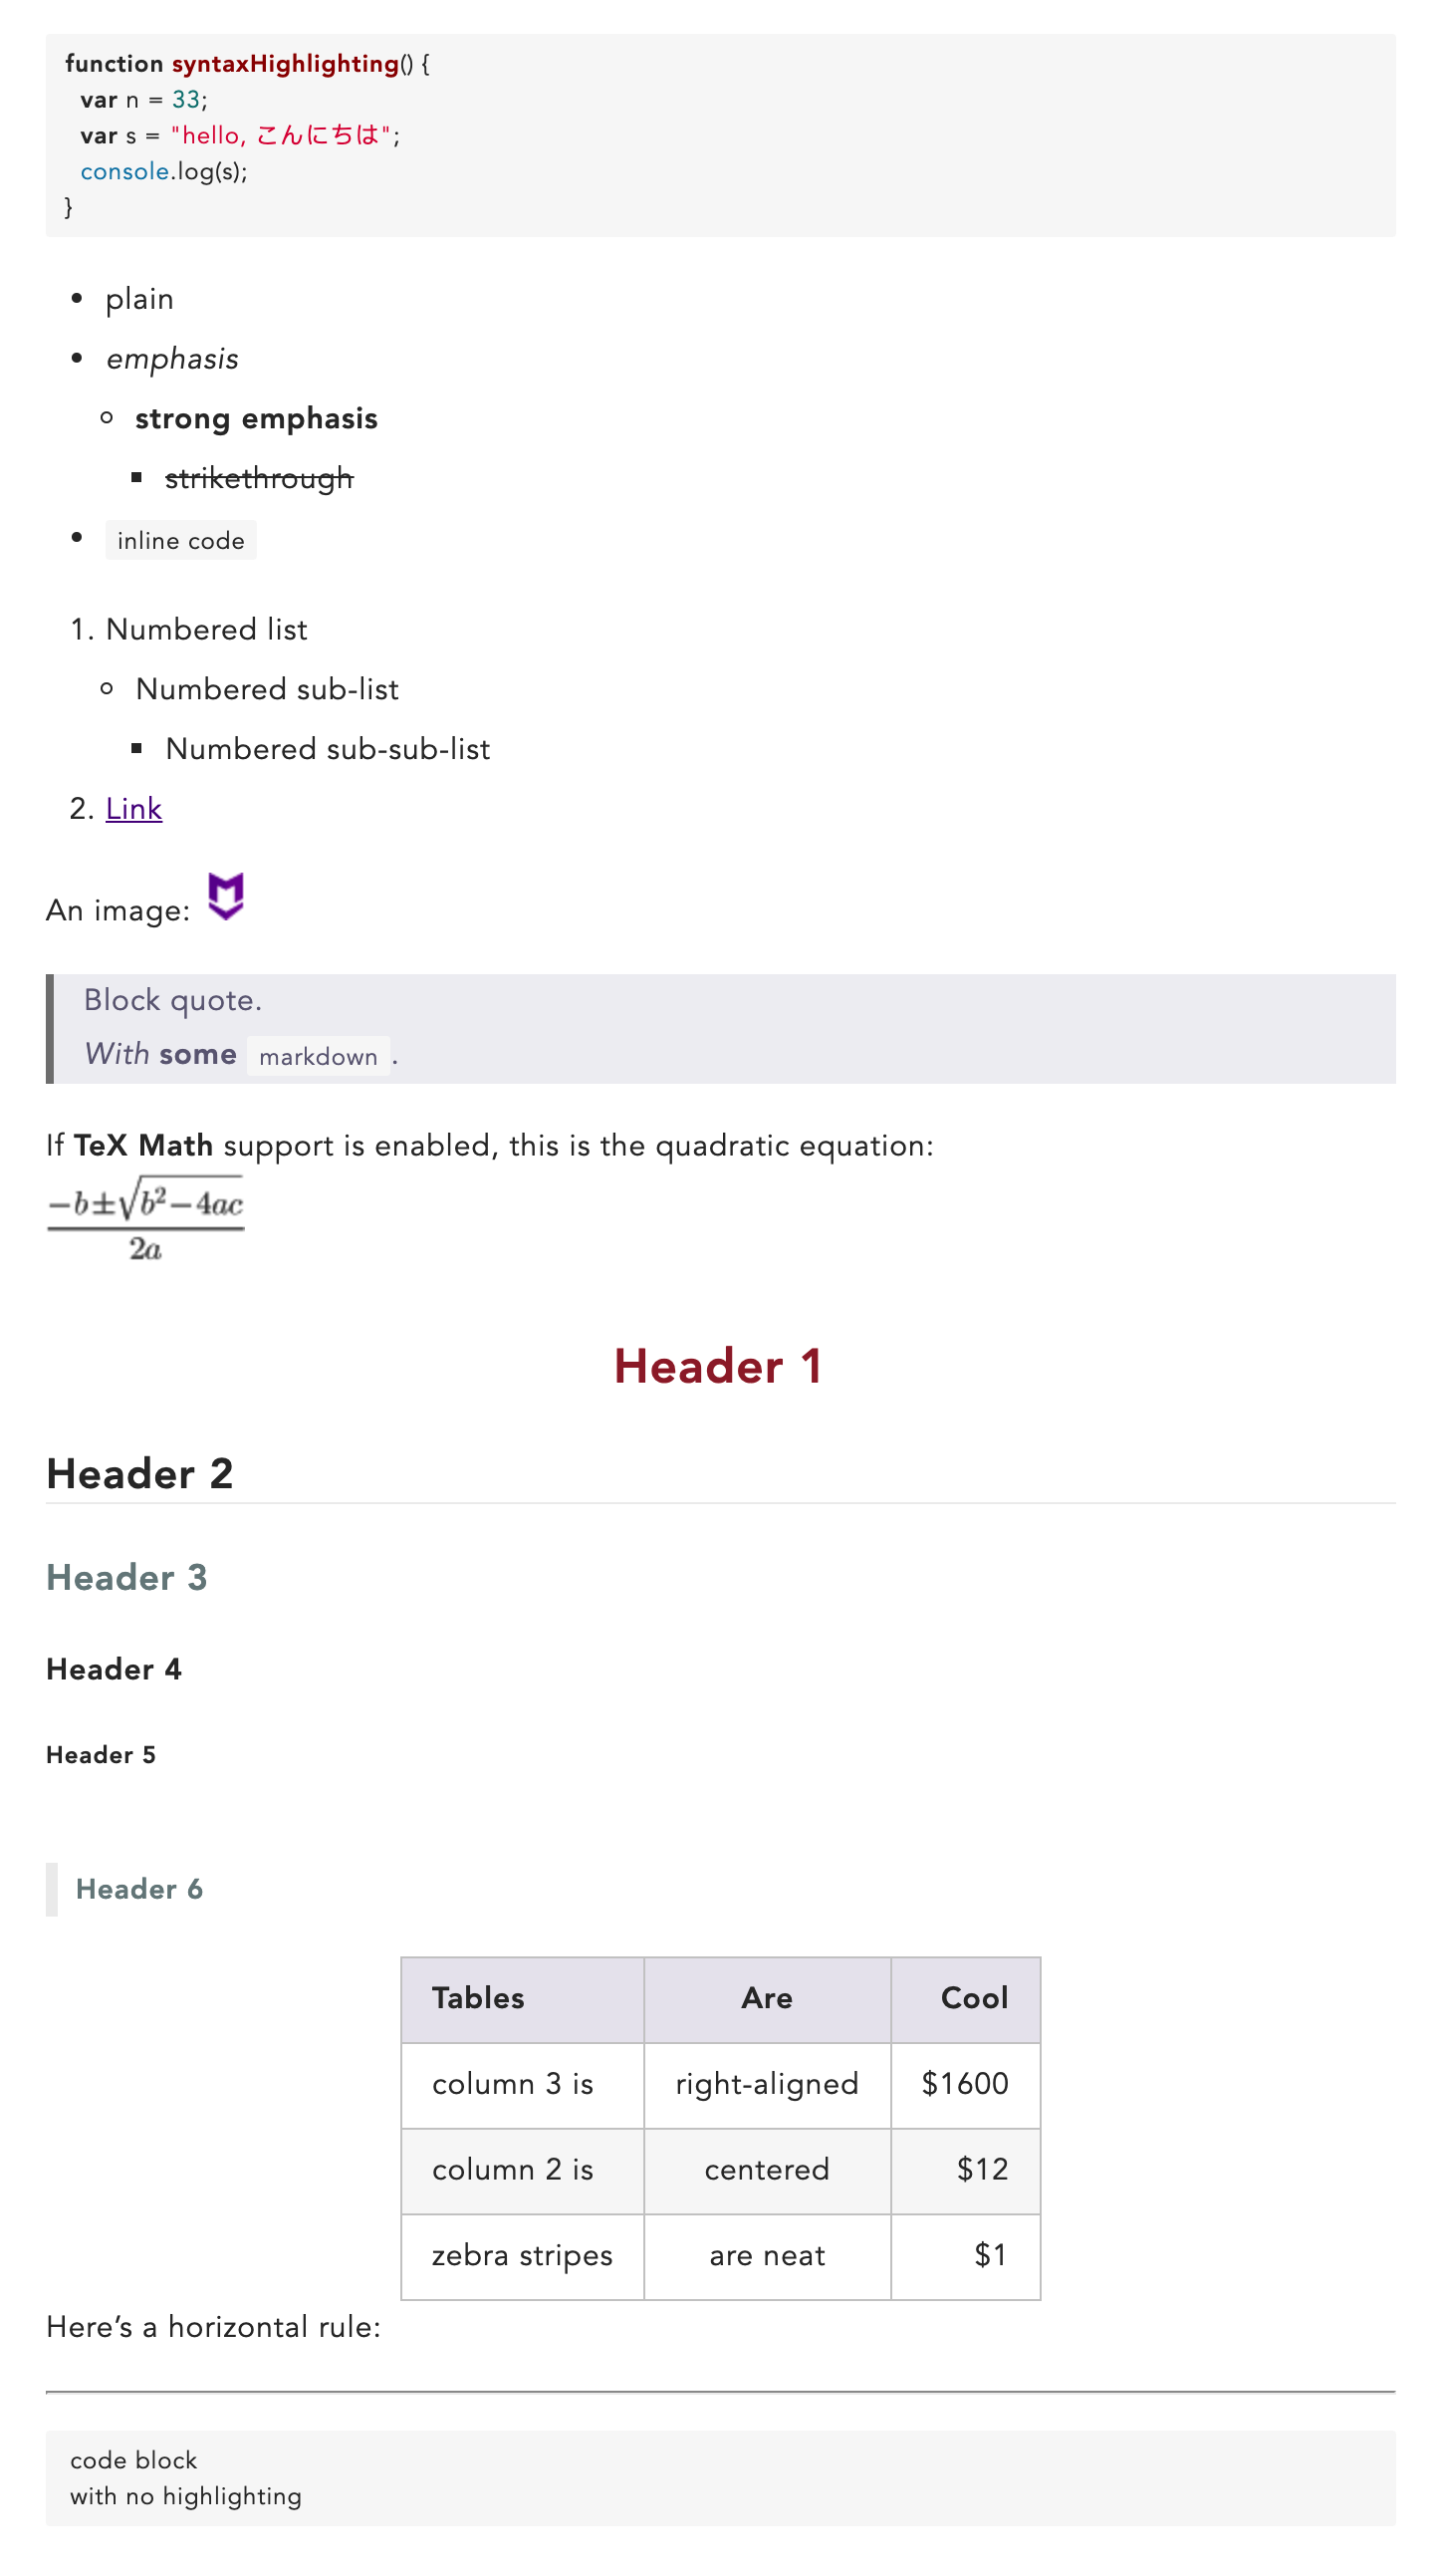 function syntaxHighlighting() {
var n = 33;
var s = "hello, こんにちは";
console.log(s);
}
• plain
• emphasis
○ strong emphasis
■ strikethrough
• inline code
1. Numbered list
○ Numbered sub-list
■ Numbered sub-sub-list
2. Link
An image:
Block quote.
With some markdown.
If TeX Math support is enabled, this is the quadratic equation:
−b±√b²−4ac
2a
Header 1
Header 2
Header 3
Header 4
Header 5
Header 6
Tables Are Cool
column 3 is right-aligned $1600
column 2 is centered $12
zebra stripes are neat $1
Here’s a horizontal rule:
code block
with no highlighting